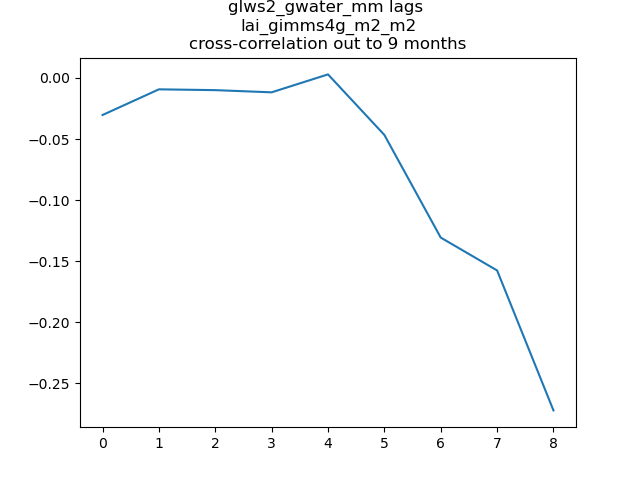 glws2_gwater_mm lags
lai_gimms4g_m2_m2
cross-correlation out to 9 months
0.00
−0.05
−0.10
−0.15
−0.20
−0.25
0 1 2 3 4 5 6 7 8